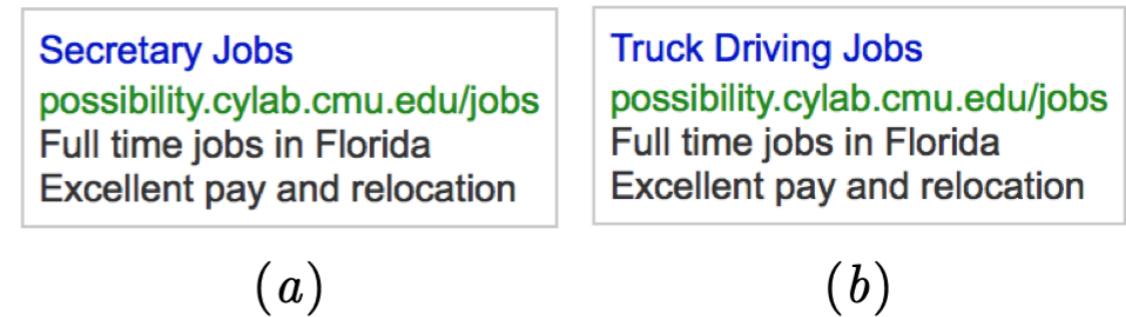 Secretary Jobs
possibility.cylab.cmu.edu/jobs
Full time jobs in Florida
Excellent pay and relocation
(a)
Truck Driving Jobs
possibility.cylab.cmu.edu/jobs
Full time jobs in Florida
Excellent pay and relocation
(b)